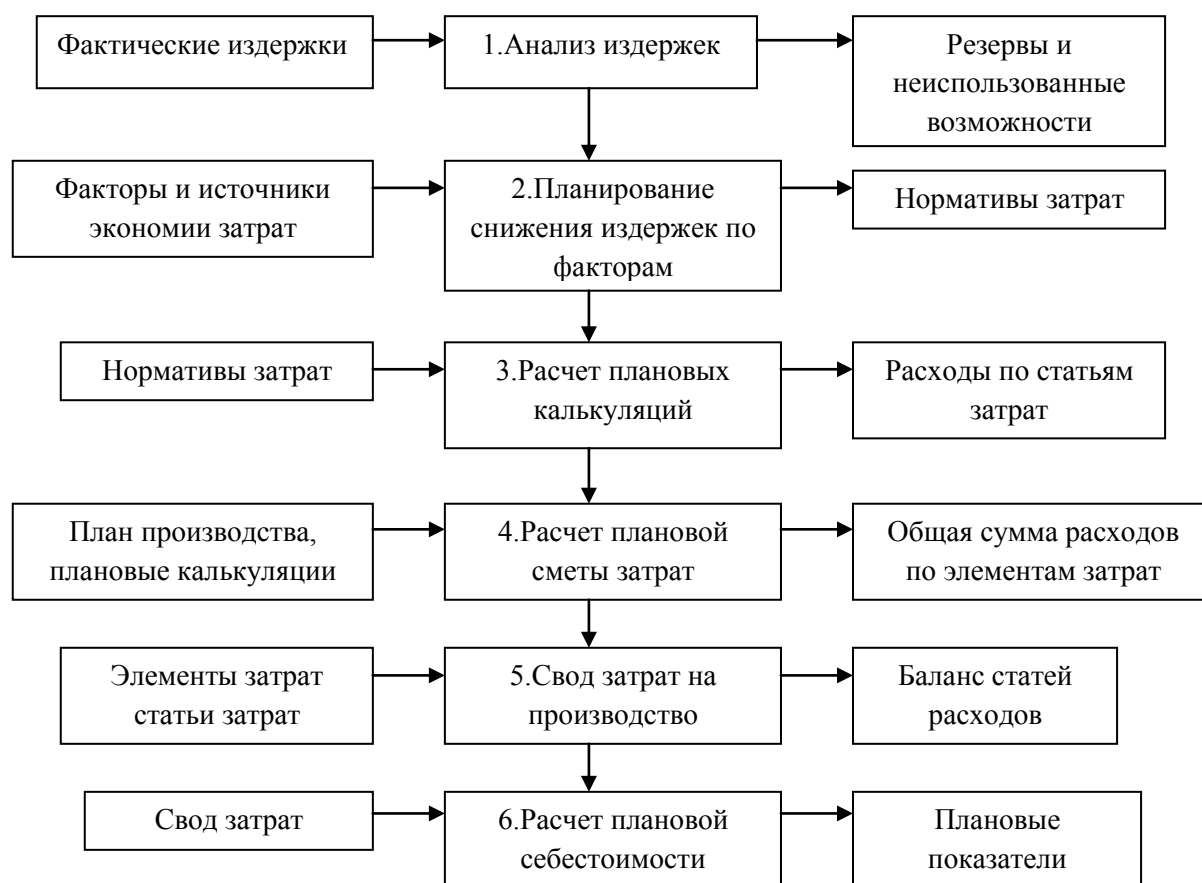 Фактические издержки
1.Анализ издержек
Резервы и
неиспользованные
возможности
Факторы и источники
экономии затрат
2.Планирование
снижения издержек по
факторам
Нормативы затрат
Нормативы затрат
3.Расчет плановых
калькуляций
Расходы по статьям
затрат
План производства,
плановые калькуляции
4.Расчет плановой
сметы затрат
Общая сумма расходов
по элементам затрат
Элементы затрат
статьи затрат
5.Свод затрат на
производство
Баланс статей
расходов
Свод затрат
6.Расчет плановой
себестоимости
Плановые
показатели